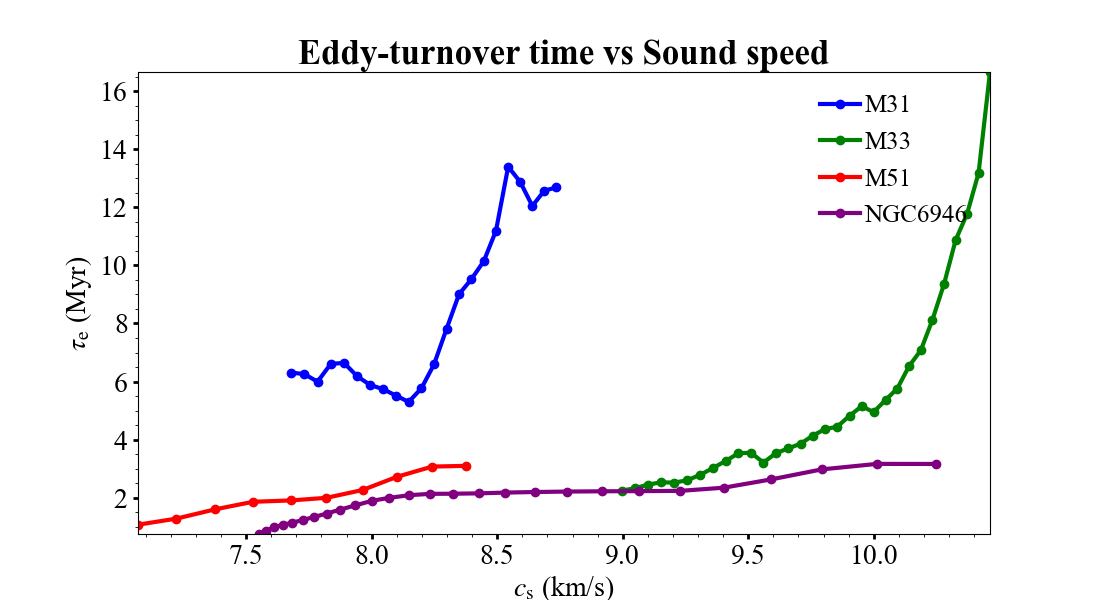 Eddy-turnover time vs Sound speed
16
14
12
10
8
6
4
2
τe (Myr)
M31
M33
M51
NGC6946
7.5 8.0 8.5 9.0 9.5 10.0
cs (km/s)